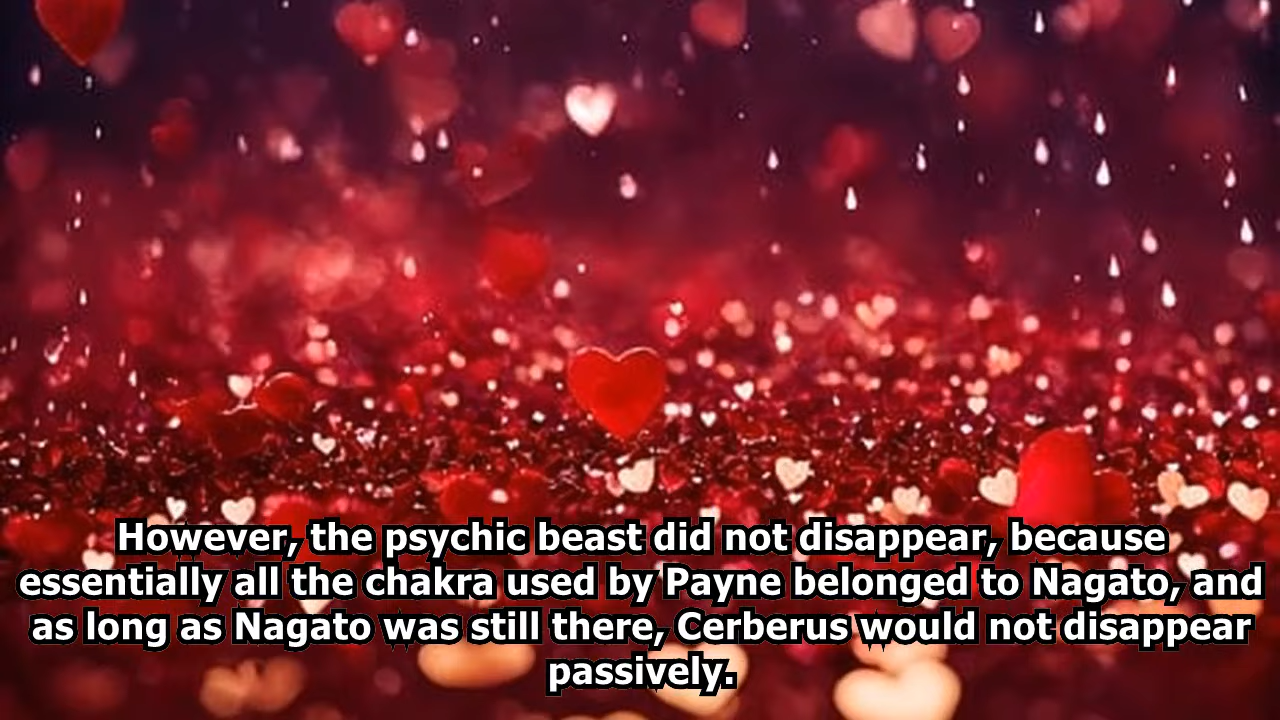 However, the psychic beast did not disappear, because
essentially all the chakra used by Payne belonged to Nagato, and
as long as Nagato was still there, Cerberus would not disappear
passively.